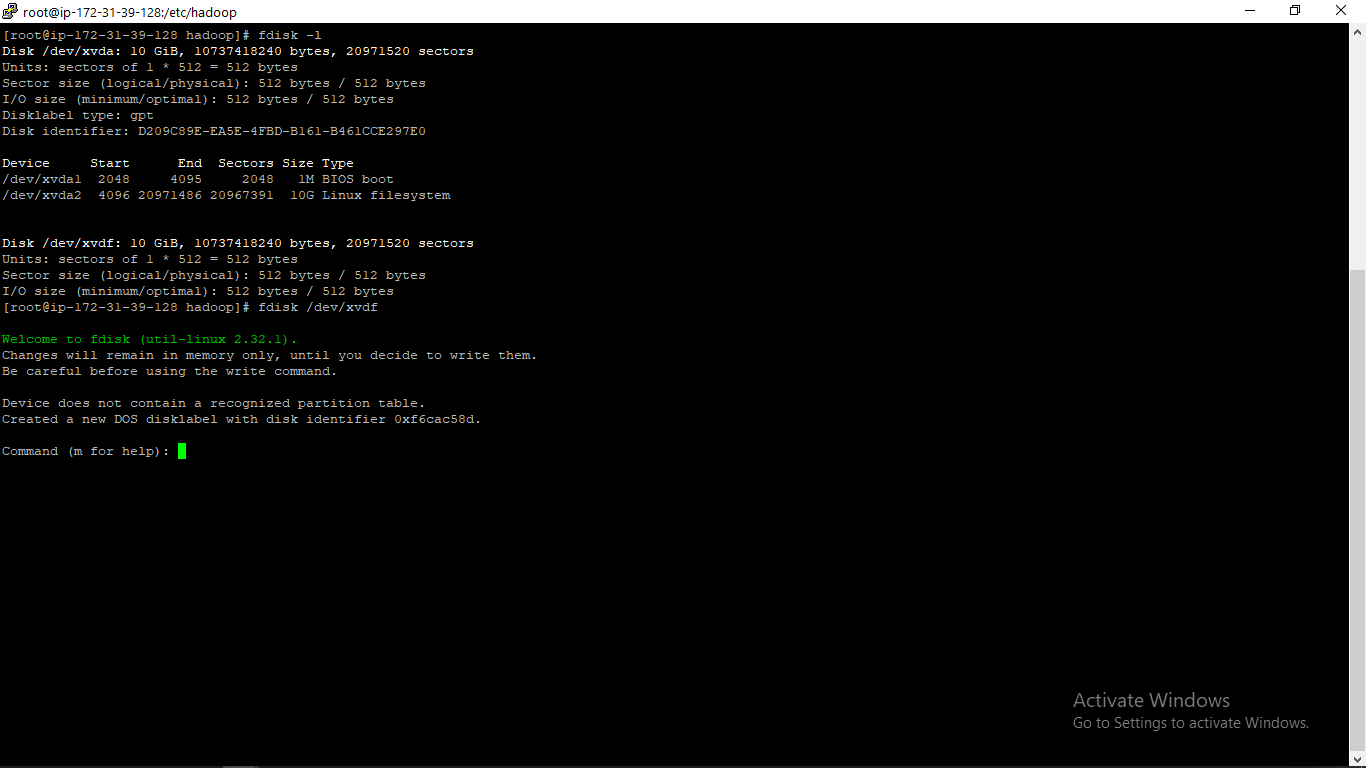 root@ip-172-31-39-128:/etc/hadoop
[root@ip-172-31-39-128 hadoop]# fdisk -l
Disk /dev/xvda: 10 GiB, 10737418240 bytes, 20971520 sectors
Units: sectors of 1 * 512 = 512 bytes
Sector size (logical/physical): 512 bytes / 512 bytes
I/O size (minimum/optimal): 512 bytes / 512 bytes
Disklabel type: gpt
Disk identifier: D209C89E-EA5E-4FBD-B161-B461CCE297E0
Device     Start      End  Sectors Size Type
/dev/xvda1  2048     4095     2048   1M BIOS boot
/dev/xvda2  4096 20971486 20967391  10G Linux filesystem
Disk /dev/xvdf: 10 GiB, 10737418240 bytes, 20971520 sectors
Units: sectors of 1 * 512 = 512 bytes
Sector size (logical/physical): 512 bytes / 512 bytes
I/O size (minimum/optimal): 512 bytes / 512 bytes
[root@ip-172-31-39-128 hadoop]# fdisk /dev/xvdf
Welcome to fdisk (util-linux 2.32.1).
Changes will remain in memory only, until you decide to write them.
Be careful before using the write command.
Device does not contain a recognized partition table.
Created a new DOS disklabel with disk identifier 0xf6cac58d.
Command (m for help):
Activate Windows
Go to Settings to activate Windows.